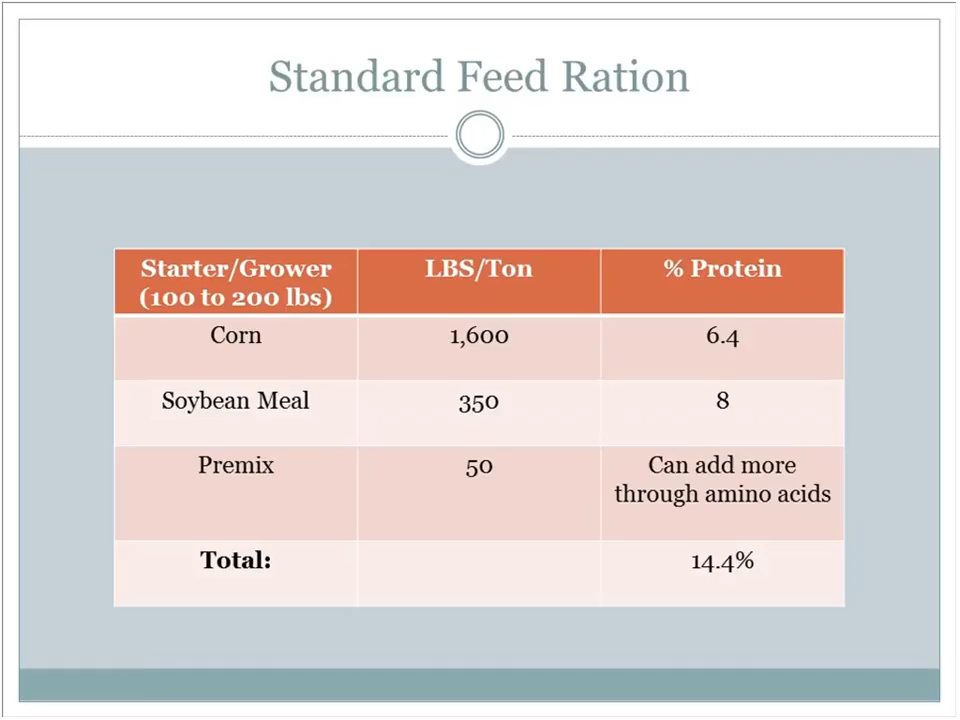 Standard Feed Ration
Starter/Grower LBS/Ton % Protein
(100 to 200 lbs)
Corn 1,600 6.4
Soybean Meal 350 8
Premix 50 Can add more
through amino acids
Total: 14.4%